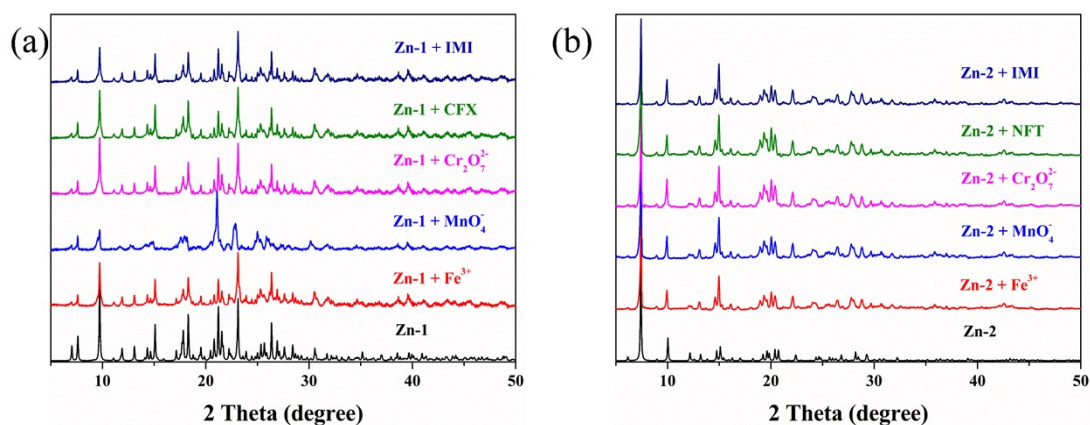 (a)
Zn-1 + IMI
Zn-1 + CFX
Zn-1 + Cr₂O₇²⁻
Zn-1 + MnO₄⁻
Zn-1 + Fe³⁺
Zn-1
10 20 30 40 50
2 Theta (degree)
(b)
Zn-2 + IMI
Zn-2 + NFT
Zn-2 + Cr₂O₇²⁻
Zn-2 + MnO₄⁻
Zn-2 + Fe³⁺
Zn-2
10 20 30 40 50
2 Theta (degree)